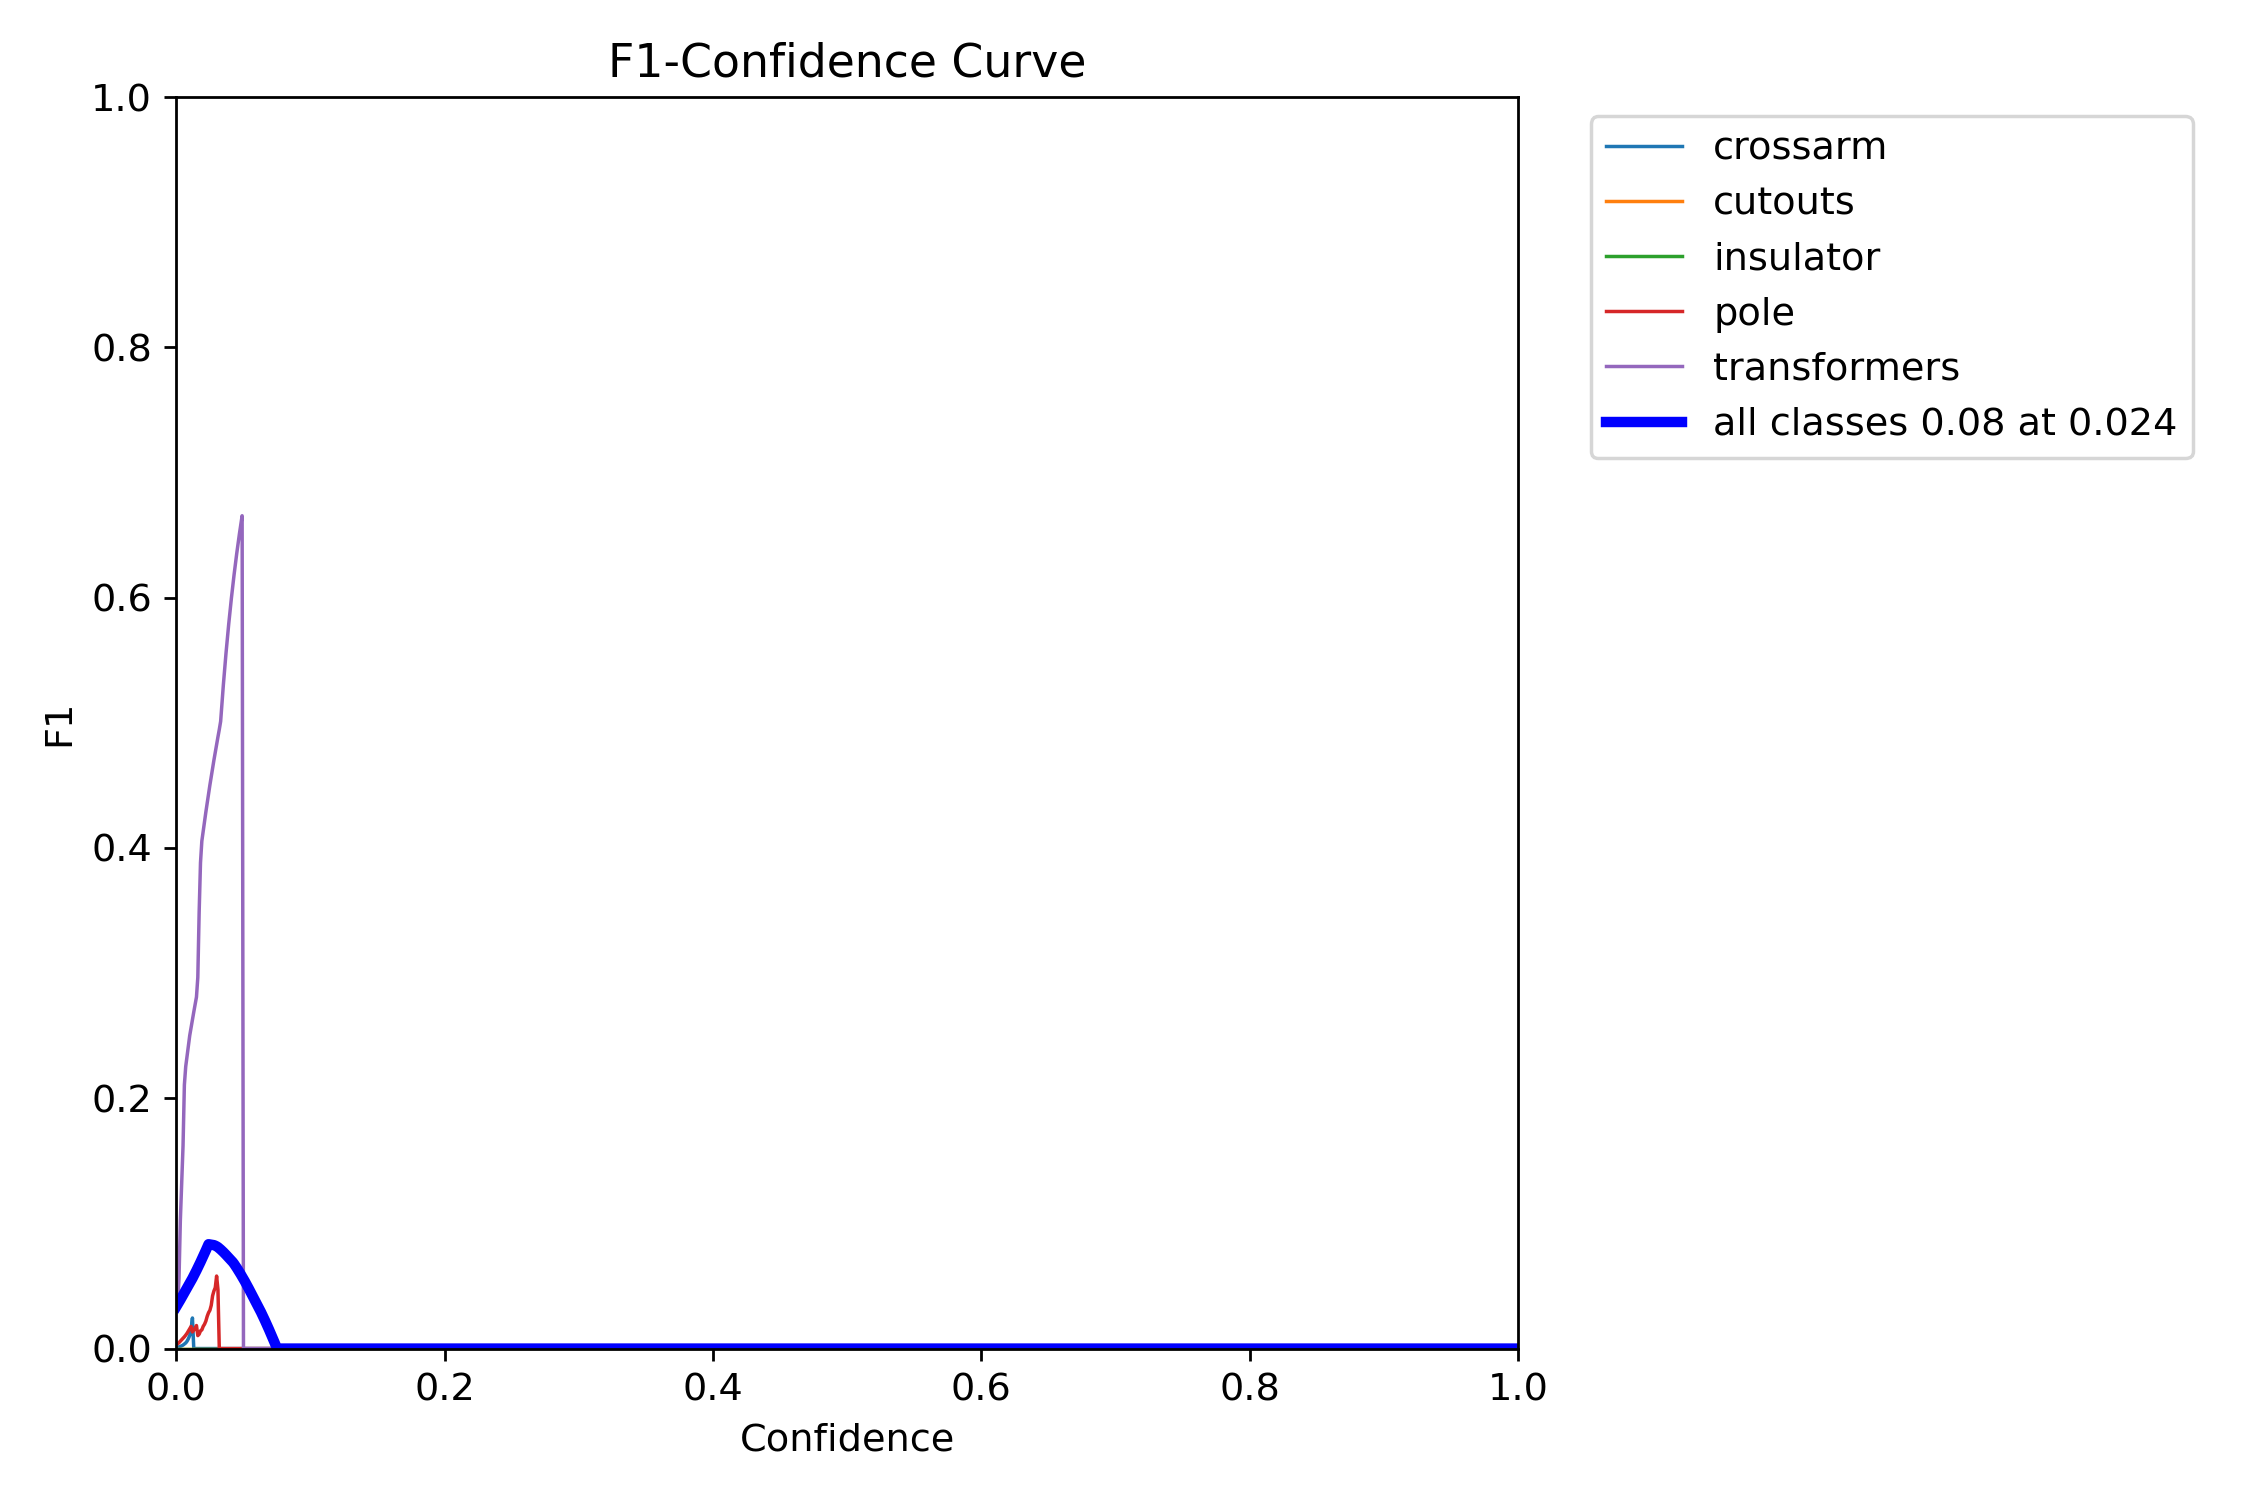 F1-Confidence Curve
1.0
0.8
0.6
0.4
0.2
0.0
F1
0.0 0.2 0.4 0.6 0.8 1.0
Confidence
crossarm
cutouts
insulator
pole
transformers
all classes 0.08 at 0.024